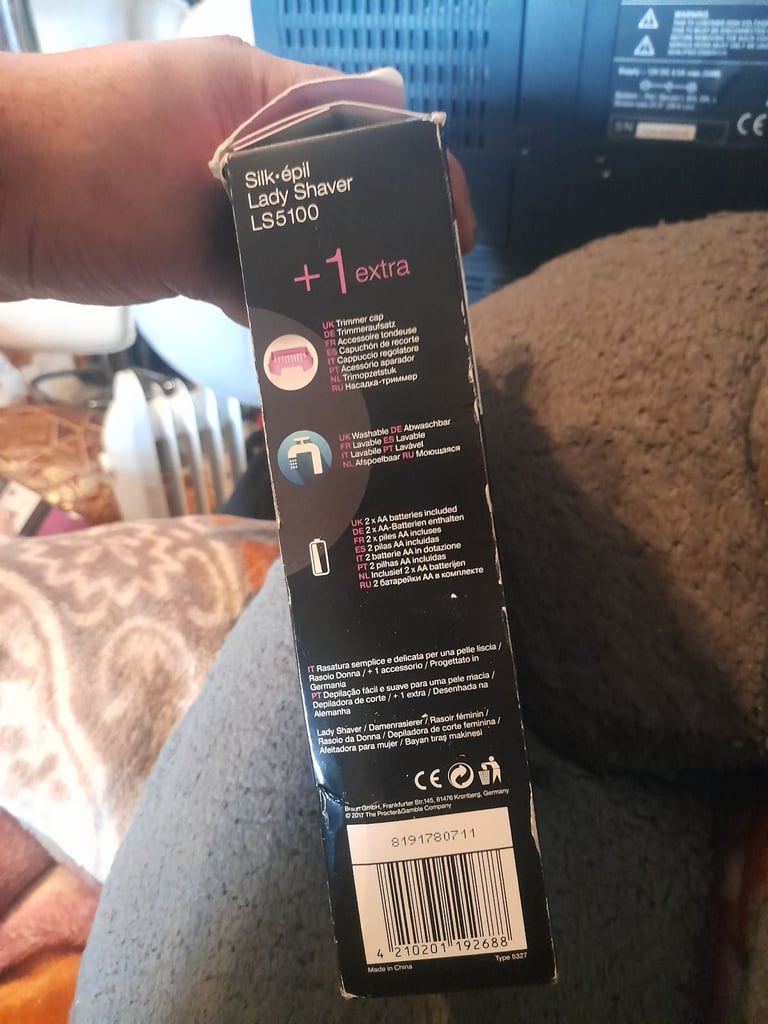 Silk•épil
Lady Shaver
LS5100
+1 extra
UK Trimmer cap
DE Trimmeraufsatz
FR Accessoire tondeuse
ES Capuchón de recorte
IT Cappuccio regolatore
PT Acessório aparador
NL Trimopzetstuk
RU Насадка-триммер
UK Washable DE Abwaschbar
FR Lavable ES Lavable
IT Lavabile PT Lavável
NL Afspoelbaar RU Моющаяся
UK 2 x AA batteries included
DE 2 x AA-Batterien enthalten
FR 2 x piles AA incluses
ES 2 pilas AA incluidas
IT 2 batterie AA in dotazione
PT 2 pilhas AA incluídas
NL Inclusief 2 x AA batterijen
RU 2 батарейки АА в комплекте
IT Rasatura semplice e delicata per una pelle liscia /
Rasoio Donna / + 1 accessorio / Progettato in
Germania
PT Depilação fácil e suave para uma pele macia /
Depiladora de corte / + 1 extra / Desenhada na
Alemanha
Lady Shaver / Damenrasierer / Rasoir féminin /
Rasoio da Donna / Depiladora de corte feminina /
Afeitadora para mujer / Bayan tıraş makinesi
CE
Braun GmbH, Frankfurter Str.145, 61476 Kronberg, Germany
© 2017 The Procter&Gamble Company
8191780711
4 210201 192688
Made in China
Type 5327
WARNING
CE